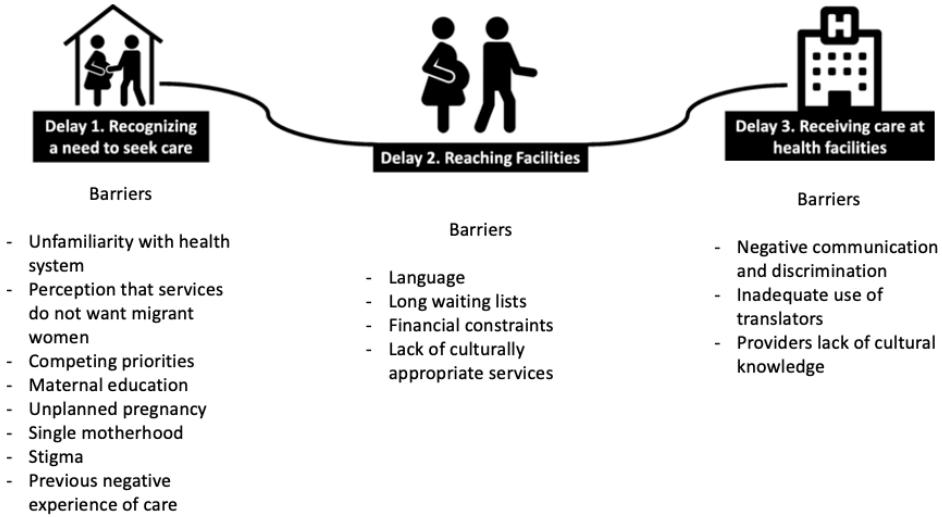 H
Delay 1. Recognizing
a need to seek care
Barriers
- Unfamiliarity with health
system
- Perception that services
do not want migrant
women
- Competing priorities
- Maternal education
- Unplanned pregnancy
- Single motherhood
- Stigma
- Previous negative
experience of care
Delay 2. Reaching Facilities
Barriers
- Language
- Long waiting lists
- Financial constraints
- Lack of culturally
appropriate services
Delay 3. Receiving care at
health facilities
Barriers
- Negative communication
and discrimination
- Inadequate use of
translators
- Providers lack of cultural
knowledge